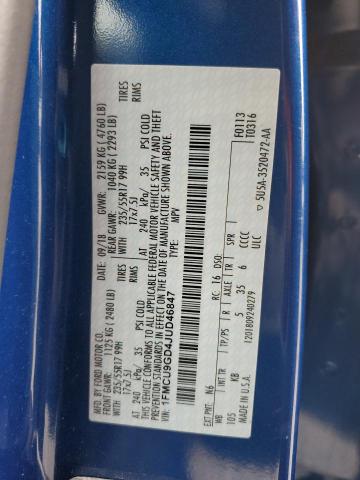 MFD. BY FORD MOTOR CO.
DATE: 09/18 GVWR: 2159 KG ( 4760 LB)
FRONT GAWR: 1125 KG ( 2480 LB) REAR GAWR: 1040 KG ( 2293 LB)
WITH 235/55R17 99H TIRES WITH 235/55R17 99H TIRES
17x7.5J RIMS 17x7.5J RIMS
AT 240 kPa/ 35 PSI COLD AT 240 kPa/ 35 PSI COLD
THIS VEHICLE CONFORMS TO ALL APPLICABLE FEDERAL MOTOR VEHICLE SAFETY AND THEFT
PREVENTION STANDARDS IN EFFECT ON THE DATE OF MANUFACTURE SHOWN ABOVE.
VIN: 1FMCU9GD4JUD46847
TYPE: MPV
F0113
T0316
EXT PNT: N6 RC: 16 DSO:
WB TP/PS R AXLE TR SPR
105 KB 5 35 6 CCCC
MADE IN U.S.A. ULC
1201809240279
5U5A-3520472-AA